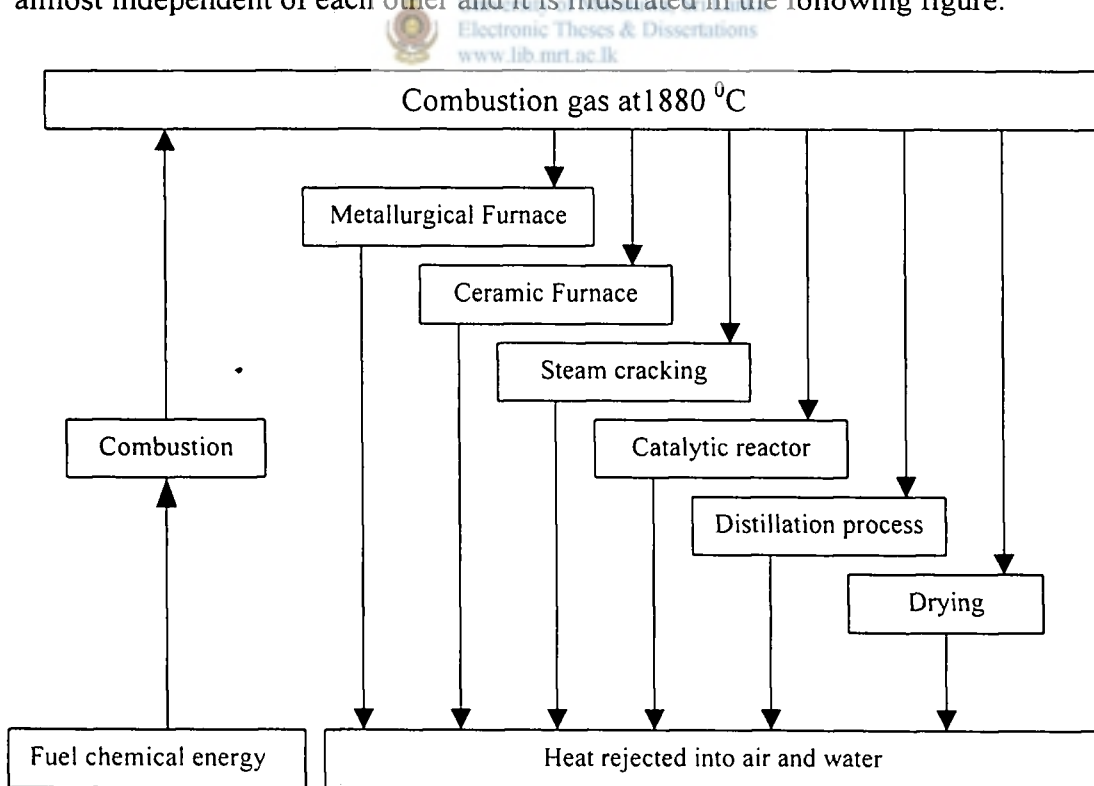 almost independent of each other and it is illustrated in the following figure.
Electronic Theses & Dissertations
www.lib.mrt.ac.lk
Combustion gas at1880 ⁰C
Metallurgical Furnace
Ceramic Furnace
Steam cracking
Combustion
Catalytic reactor
Distillation process
Drying
Fuel chemical energy
Heat rejected into air and water